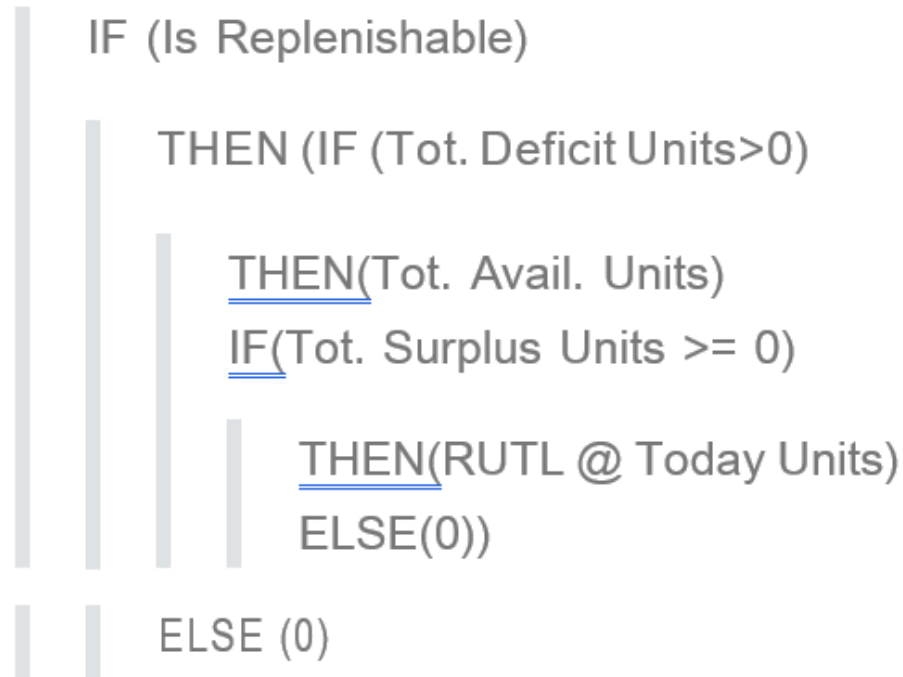 IF (Is Replenishable)
THEN (IF (Tot. Deficit Units>0)
THEN(Tot. Avail. Units)
IF(Tot. Surplus Units >= 0)
THEN(RUTL @ Today Units)
ELSE(0))
ELSE (0)